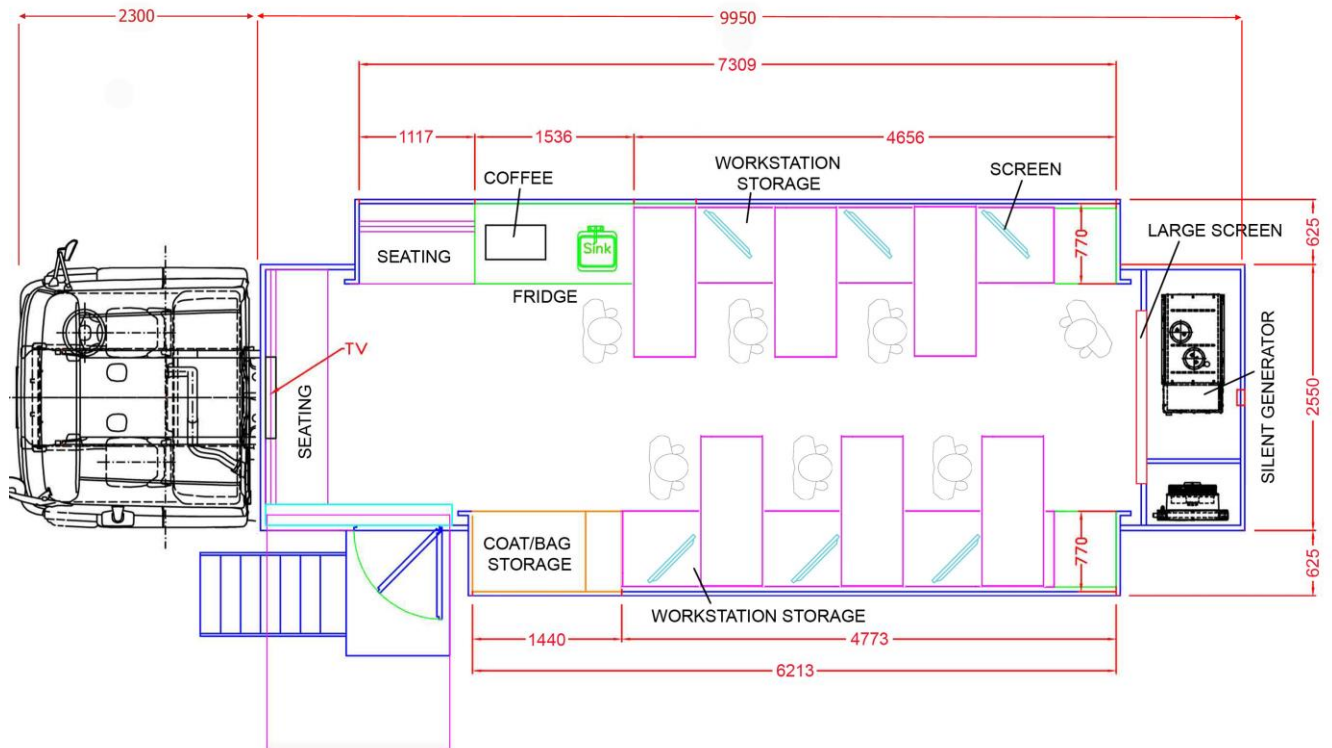 2300
9950
7309
1117
1536
4656
WORKSTATION
STORAGE
SCREEN
COFFEE
LARGE SCREEN
625
770
SEATING
Sink
FRIDGE
TV
SEATING
SILENT GENERATOR
2550
COAT/BAG
STORAGE
770
625
WORKSTATION STORAGE
1440
4773
6213